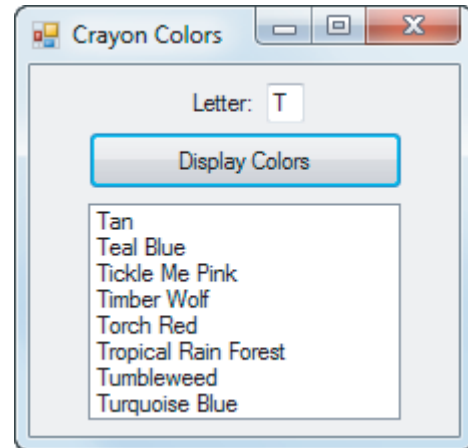 Crayon Colors
Letter: T
Display Colors
Tan
Teal Blue
Tickle Me Pink
Timber Wolf
Torch Red
Tropical Rain Forest
Tumbleweed
Turquoise Blue